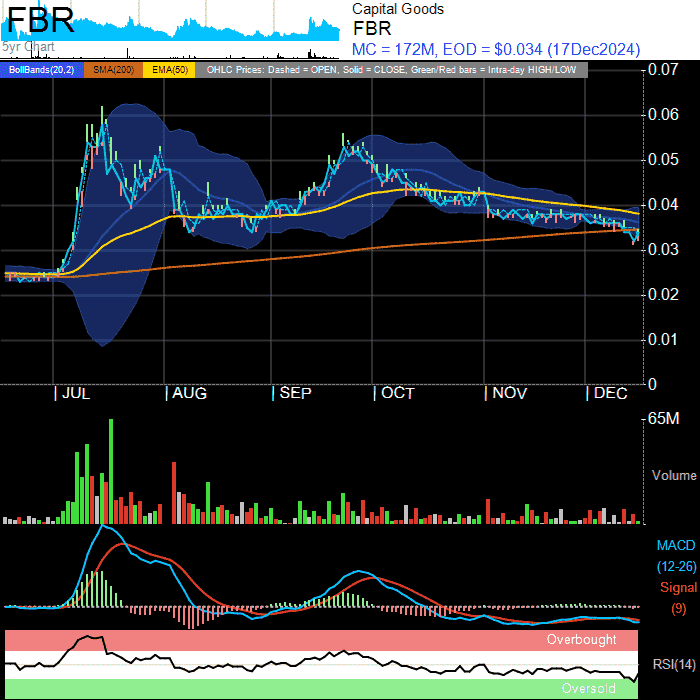 FBR
5yr Chart
Capital Goods
FBR
MC = 172M, EOD = $0.034 (17Dec2024)
BollBands(20,2) SMA(200) EMA(50) OHLC Prices: Dashed = OPEN, Solid = CLOSE, Green/Red bars = Intra-day HIGH/LOW
0.07
0.06
0.05
0.04
0.03
0.02
0.01
0
JUL AUG SEP OCT NOV DEC
65M
Volume
MACD
(12-26)
Signal
(9)
Overbought
RSI(14)
Oversold